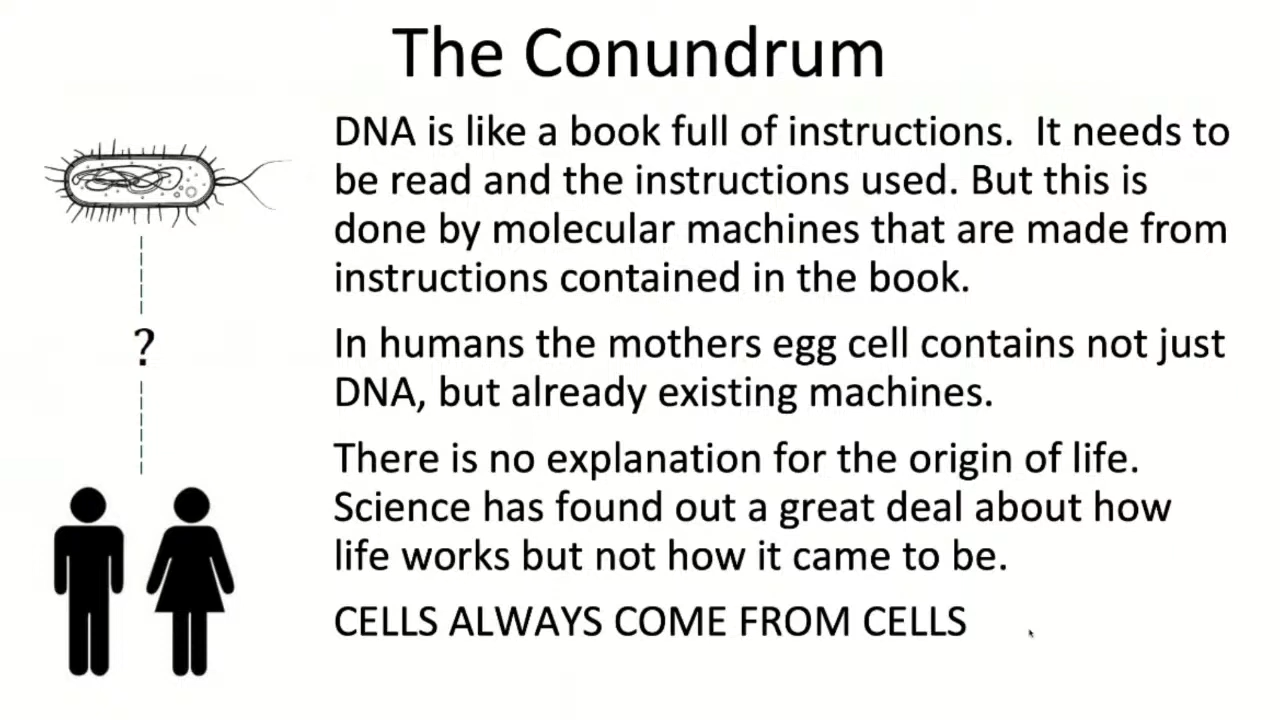 The Conundrum
DNA is like a book full of instructions.  It needs to
be read and the instructions used. But this is
done by molecular machines that are made from
instructions contained in the book.
?
In humans the mothers egg cell contains not just
DNA, but already existing machines.
There is no explanation for the origin of life.
Science has found out a great deal about how
life works but not how it came to be.
CELLS ALWAYS COME FROM CELLS